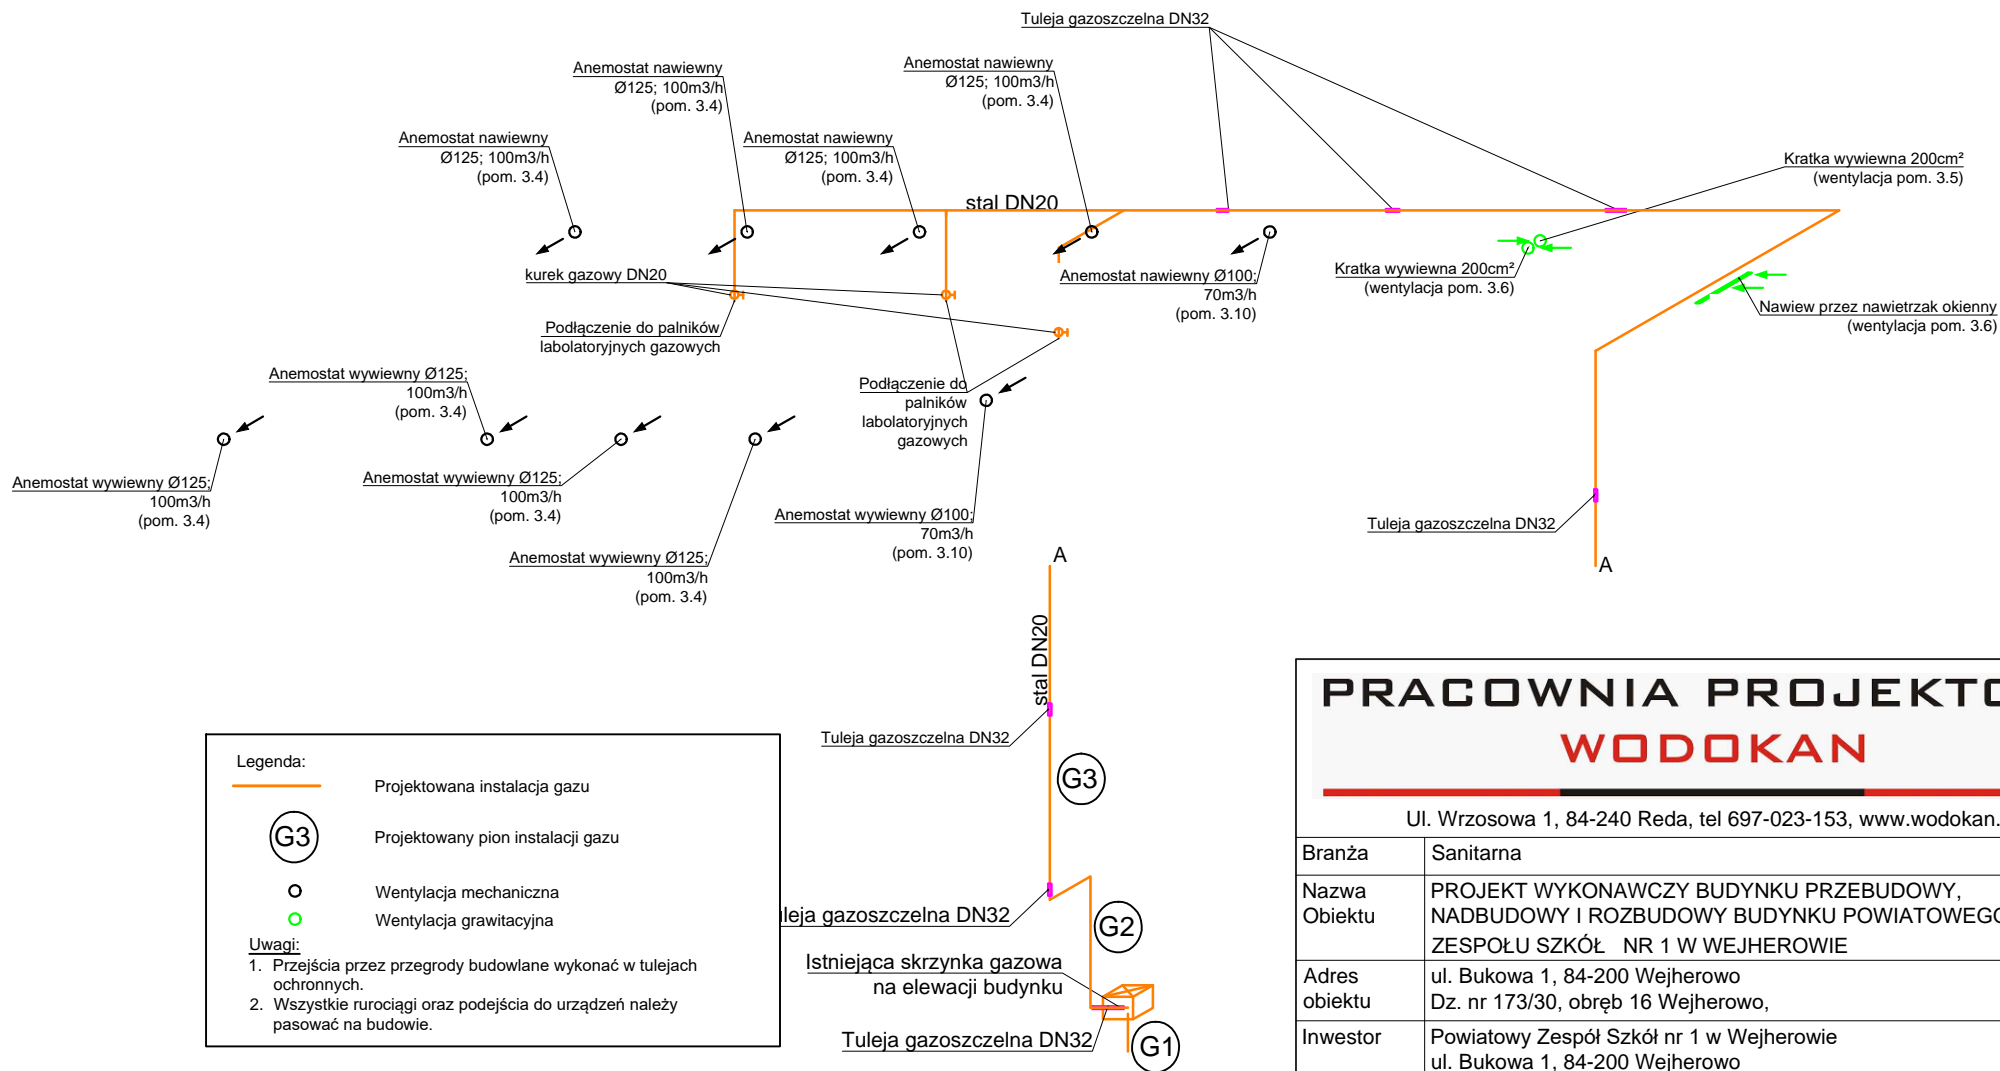 Tuleja gazoszczelna DN32
Anemostat nawiewny
Ø125; 100m3/h
(pom. 3.4)
Anemostat nawiewny
Ø125; 100m3/h
(pom. 3.4)
Anemostat nawiewny
Ø125; 100m3/h
(pom. 3.4)
Anemostat nawiewny
Ø125; 100m3/h
(pom. 3.4)
Kratka wywiewna 200cm²
(wentylacja pom. 3.5)
stal DN20
kurek gazowy DN20
Anemostat nawiewny Ø100;
70m3/h
(pom. 3.10)
Kratka wywiewna 200cm²
(wentylacja pom. 3.6)
Nawiew przez nawietrzak okienny
(wentylacja pom. 3.6)
Podłączenie do palników
labolatoryjnych gazowych
Anemostat wywiewny Ø125;
100m3/h
(pom. 3.4)
Podłączenie do
palników
labolatoryjnych
gazowych
Anemostat wywiewny Ø125;
100m3/h
(pom. 3.4)
Anemostat wywiewny Ø125;
100m3/h
(pom. 3.4)
Anemostat wywiewny Ø100;
70m3/h
(pom. 3.10)
Tuleja gazoszczelna DN32
Anemostat wywiewny Ø125;
100m3/h
(pom. 3.4)
A
A
stal DN20
Tuleja gazoszczelna DN32
G3
uleja gazoszczelna DN32
G2
Istniejąca skrzynka gazowa
na elewacji budynku
Tuleja gazoszczelna DN32
G1
Legenda:
Projektowana instalacja gazu
G3
Projektowany pion instalacji gazu
Wentylacja mechaniczna
Wentylacja grawitacyjna
Uwagi:
1. Przejścia przez przegrody budowlane wykonać w tulejach
ochronnych.
2. Wszystkie rurociągi oraz podejścia do urządzeń należy
pasować na budowie.
PRACOWNIA PROJEKTO
WODOKAN
Ul. Wrzosowa 1, 84-240 Reda, tel 697-023-153, www.wodokan.
Branża Sanitarna
Nazwa PROJEKT WYKONAWCZY BUDYNKU PRZEBUDOWY,
Obiektu NADBUDOWY I ROZBUDOWY BUDYNKU POWIATOWEGO
ZESPOŁU SZKÓŁ NR 1 W WEJHEROWIE
Adres ul. Bukowa 1, 84-200 Wejherowo
obiektu Dz. nr 173/30, obręb 16 Wejherowo,
Inwestor Powiatowy Zespół Szkół nr 1 w Wejherowie
ul. Bukowa 1, 84-200 Wejherowo